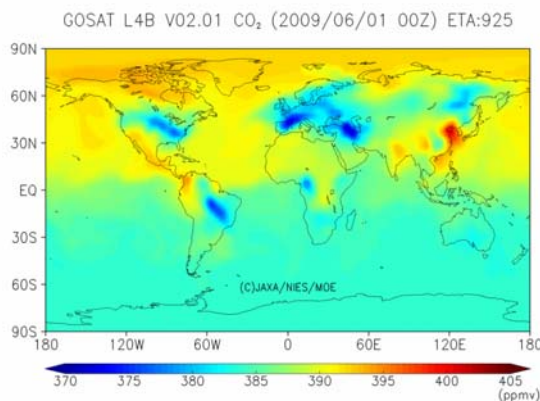 GOSAT L4B V02.01 CO₂ (2009/06/01 00Z) ETA:925
90N
60N
30N
EQ
30S
60S
90S
(C)JAXA/NIES/MOE
180 120W 60W 0 60E 120E 180
370 375 380 385 390 395 400 405
(ppmv)